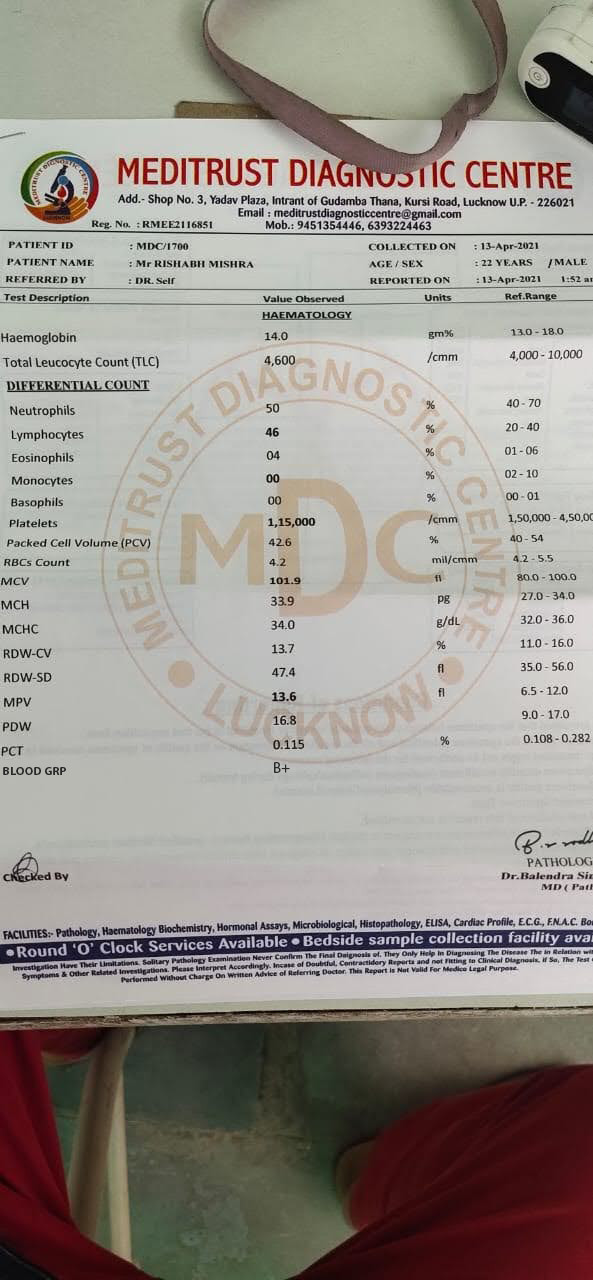 MEDITRUST DIAGNOSTIC CENTRE
Add.- Shop No. 3, Yadav Plaza, Intrant of Gudamba Thana, Kursi Road, Lucknow U.P. - 226021
Email : meditrustdiagnosticcentre@gmail.com
Reg. No. : RMEE2116851 Mob.: 9451354446, 6393224463
PATIENT ID : MDC/1700 COLLECTED ON : 13-Apr-2021
PATIENT NAME : Mr RISHABH MISHRA AGE / SEX : 22 YEARS /MALE
REFERRED BY : DR. Self REPORTED ON : 13-Apr-2021 1:52 a
Test Description Value Observed Units Ref.Range
HAEMATOLOGY
Haemoglobin 14.0 gm% 13.0 - 18.0
Total Leucocyte Count (TLC) 4,600 /cmm 4,000 - 10,000
DIFFERENTIAL COUNT
Neutrophils 50 % 40 - 70
Lymphocytes 46 % 20 - 40
Eosinophils 04 % 01 - 06
Monocytes 00 % 02 - 10
Basophils 00 % 00 - 01
Platelets 1,15,000 /cmm 1,50,000 - 4,50,00
Packed Cell Volume (PCV) 42.6 % 40 - 54
RBCs Count 4.2 mil/cmm 4.2 - 5.5
MCV 101.9 fl 80.0 - 100.0
MCH 33.9 pg 27.0 - 34.0
MCHC 34.0 g/dL 32.0 - 36.0
RDW-CV 13.7 % 11.0 - 16.0
RDW-SD 47.4 fl 35.0 - 56.0
MPV 13.6 fl 6.5 - 12.0
PDW 16.8 9.0 - 17.0
PCT 0.115 % 0.108 - 0.282
BLOOD GRP B+
MEDITRUST DIAGNOSTIC CENTRE
MDC
LUCKNOW
Checked By
PATHOLOG
Dr.Balendra Sin
MD ( Pat
FACILITIES:- Pathology, Haematology Biochemistry, Hormonal Assays, Microbiological, Histopathology, ELISA, Cardiac Profile, E.C.G., F.N.A.C. Bo
•Round 'O' Clock Services Available • Bedside sample collection facility ava
Investigation Have Their Limitations. Solitary Pathology Examination Never Confirm The Final Daignosis of. They Only Help In Diagnosing The Disease The in Relation wit
Symptoms & Other Related Investigations. Please Interpret Accordingly. Incase of Doubtful, Contractidory Reports and not Fitting to Clinical Diagnosis, If So, The Test
Performed Without Charge On Written Advice of Referring Doctor. This Report is Not Valid For Medico Legal Purpose.